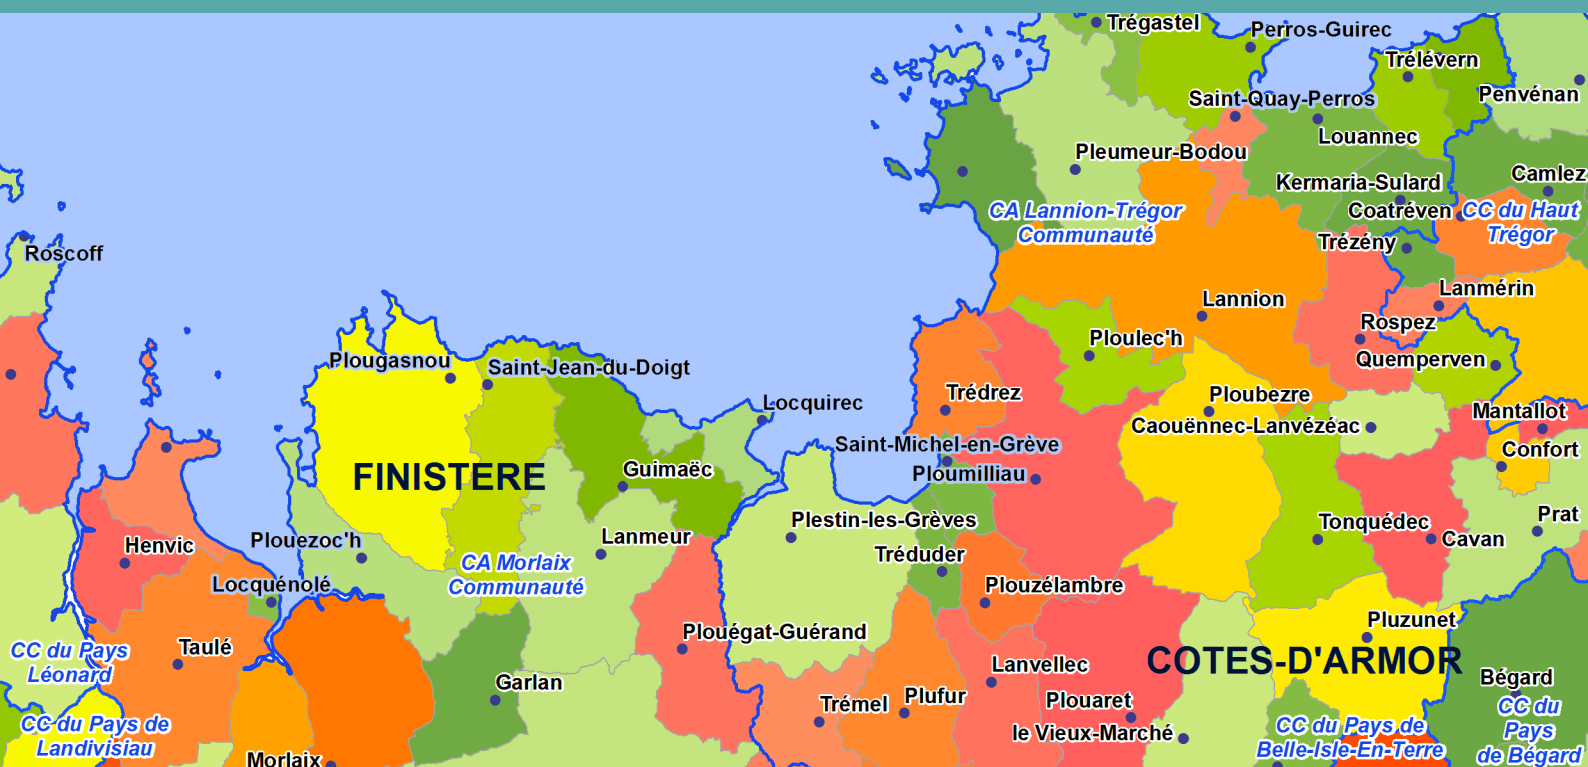 Trégastel
Perros-Guirec
Trélévern
Penvénan
Saint-Quay-Perros
Louannec
Pleumeur-Bodou
Camlez
Kermaria-Sulard
CA Lannion-Trégor
Communauté
Coatréven
CC du Haut
Trégor
Trézény
Roscoff
Lanmérin
Lannion
Rospez
Ploulec'h
Quemperven
Plougasnou
Saint-Jean-du-Doigt
Trédrez
Ploubezre
Locquirec
Mantallot
Caouënnec-Lanvézéac
Saint-Michel-en-Grève
Confort
FINISTERE
Guimaëc
Ploumilliau
Plestin-les-Grèves
Tonquédec
Prat
Henvic
Plouezoc'h
Lanmeur
Cavan
Tréduder
CA Morlaix
Communauté
Locquénolé
Plouzélambre
Pluzunet
Plouégat-Guérand
Taulé
CC du Pays
Léonard
COTES-D'ARMOR
Lanvellec
Bégard
Garlan
Plouaret
Trémel
Plufur
CC du
Pays
de Bégard
CC du Pays de
Landivisiau
le Vieux-Marché
CC du Pays de
Belle-Isle-En-Terre
Morlaix